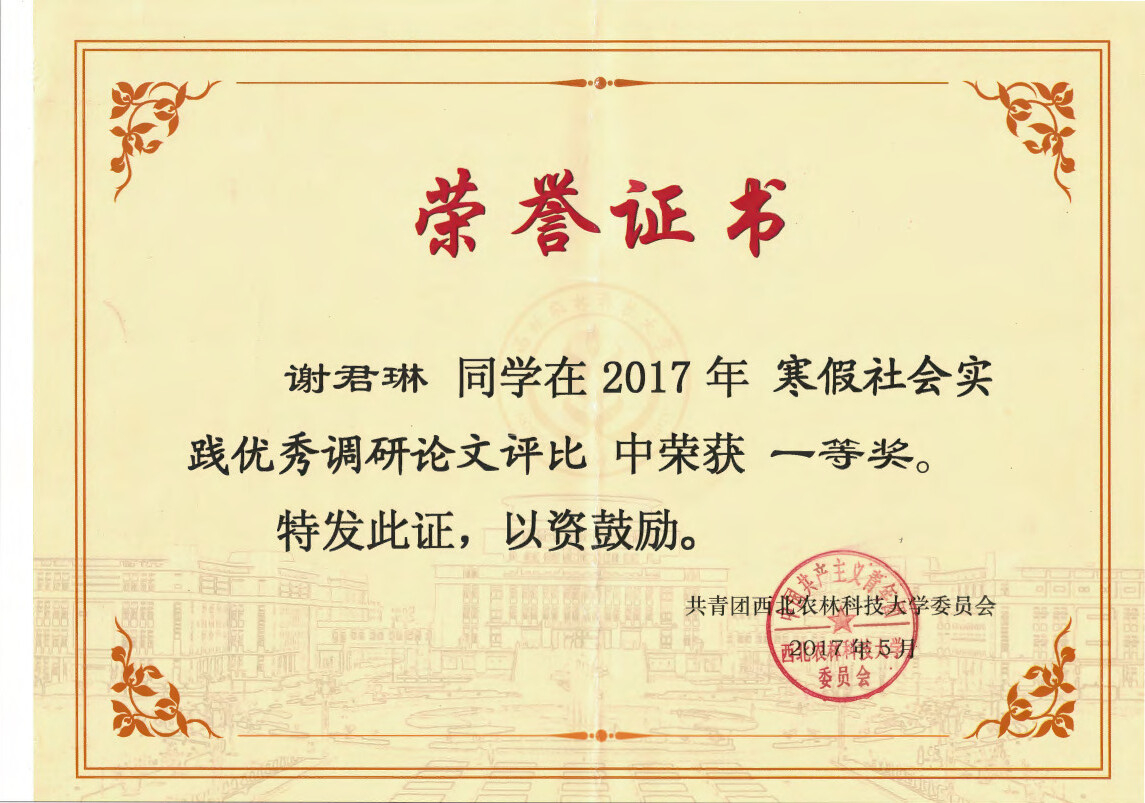 荣誉证书
谢君琳 同学在 2017 年 寒假社会实
践优秀调研论文评比 中荣获 一等奖。
特发此证，以资鼓励。
共青团西北农林科技大学委员会
2017 年 5 月
中国共产主义青年团
西北农林科技大学
委员会